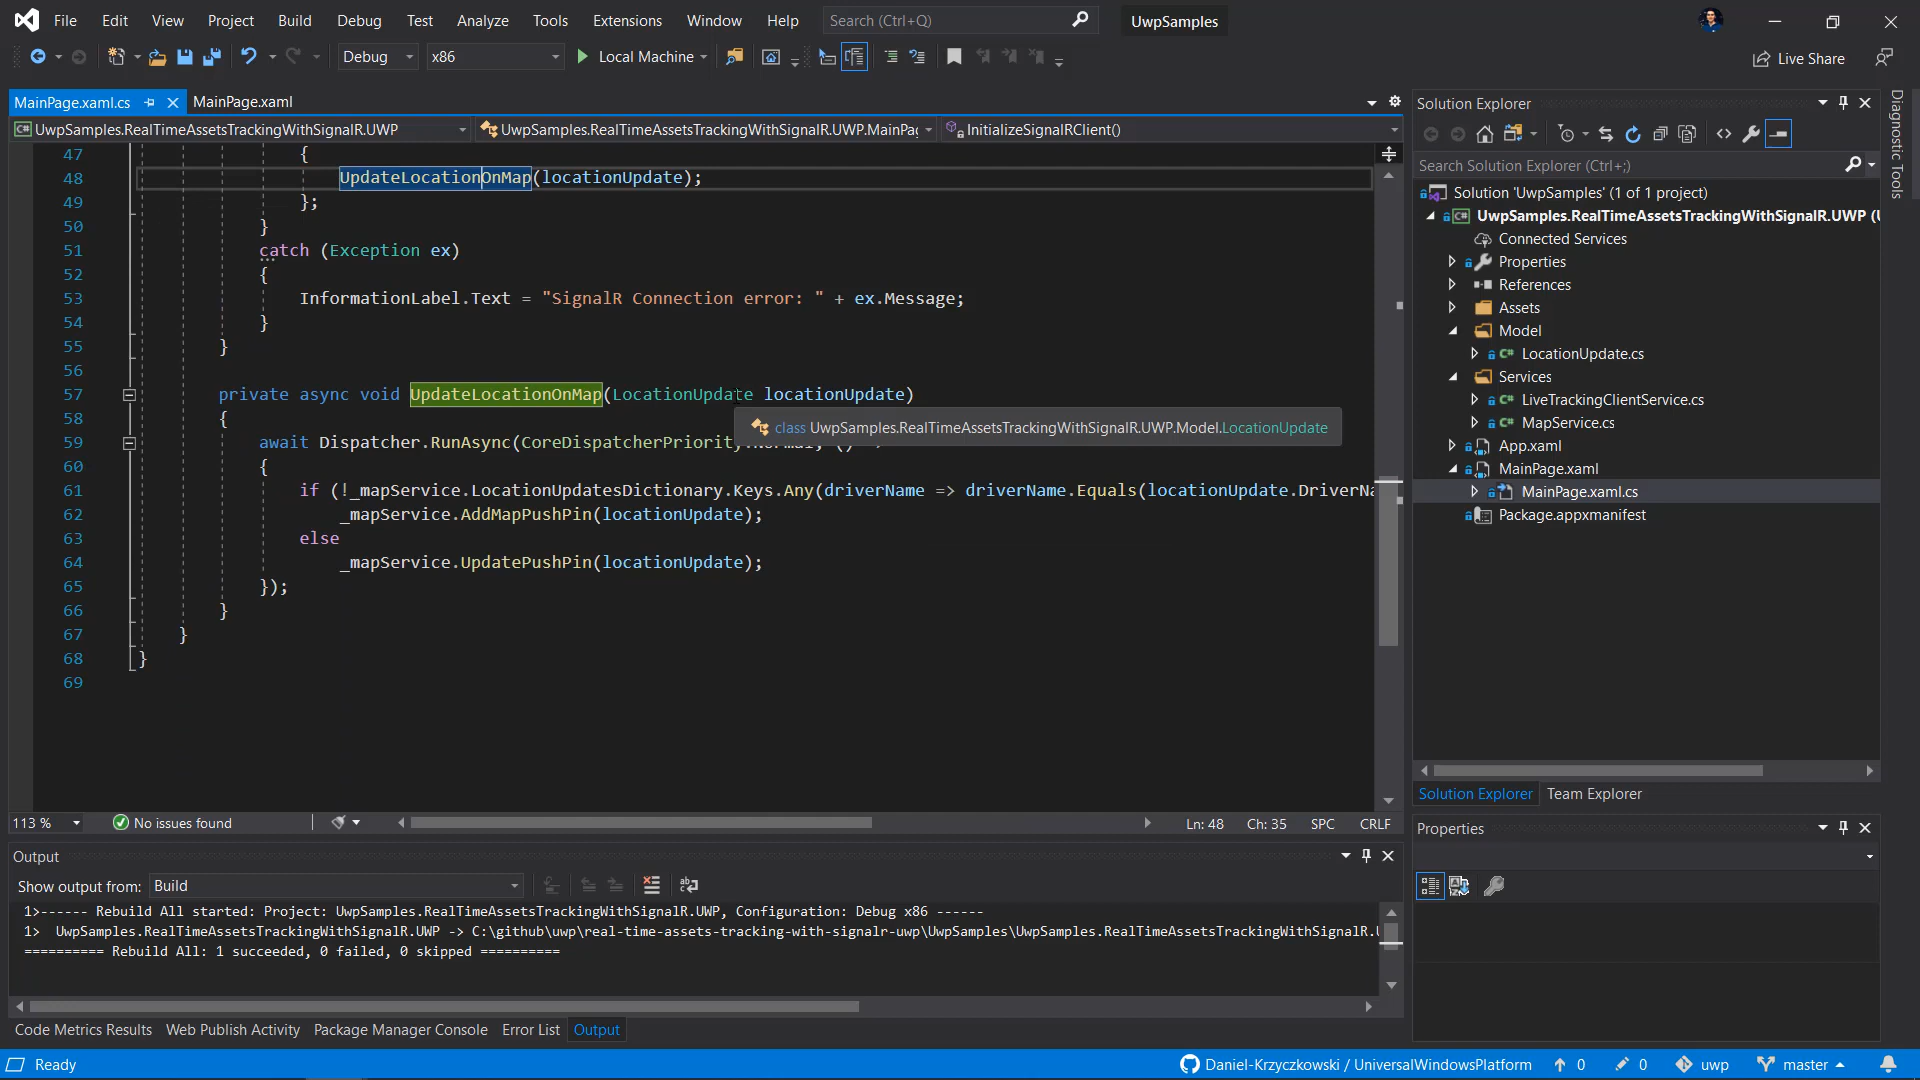 File Edit View Project Build Debug Test Analyze Tools Extensions Window Help Search (Ctrl+Q) UwpSamples
Debug x86 Local Machine Live Share
MainPage.xaml.cs MainPage.xaml
UwpSamples.RealTimeAssetsTrackingWithSignalR.UWP UwpSamples.RealTimeAssetsTrackingWithSignalR.UWP.MainPag InitializeSignalRClient()
47 {
48 UpdateLocationOnMap(locationUpdate);
49 };
50 }
51 catch (Exception ex)
52 {
53 InformationLabel.Text = "SignalR Connection error: " + ex.Message;
54 }
55 }
56
57 private async void UpdateLocationOnMap(LocationUpdate locationUpdate)
class UwpSamples.RealTimeAssetsTrackingWithSignalR.UWP.Model.LocationUpdate
58 {
59 await Dispatcher.RunAsync(CoreDispatcherPriority.Normal, () =>
60 {
61 if (!_mapService.LocationUpdatesDictionary.Keys.Any(driverName => driverName.Equals(locationUpdate.DriverNa
62 _mapService.AddMapPushPin(locationUpdate);
63 else
64 _mapService.UpdatePushPin(locationUpdate);
65 });
66 }
67 }
68 }
69
113 % No issues found Ln: 48 Ch: 35 SPC CRLF
Output
Show output from: Build
1>------ Rebuild All started: Project: UwpSamples.RealTimeAssetsTrackingWithSignalR.UWP, Configuration: Debug x86 ------
1> UwpSamples.RealTimeAssetsTrackingWithSignalR.UWP -> C:\github\uwp\real-time-assets-tracking-with-signalr-uwp\UwpSamples\UwpSamples.RealTimeAssetsTrackingWithSignalR.U
========== Rebuild All: 1 succeeded, 0 failed, 0 skipped ==========
Code Metrics Results Web Publish Activity Package Manager Console Error List Output
Solution Explorer
Search Solution Explorer (Ctrl+;)
Solution 'UwpSamples' (1 of 1 project)
UwpSamples.RealTimeAssetsTrackingWithSignalR.UWP (U
Connected Services
Properties
References
Assets
Model
LocationUpdate.cs
Services
LiveTrackingClientService.cs
MapService.cs
App.xaml
MainPage.xaml
MainPage.xaml.cs
Package.appxmanifest
Solution Explorer Team Explorer
Properties
Diagnostic Tools
Ready Daniel-Krzyczkowski / UniversalWindowsPlatform 0 0 uwp master